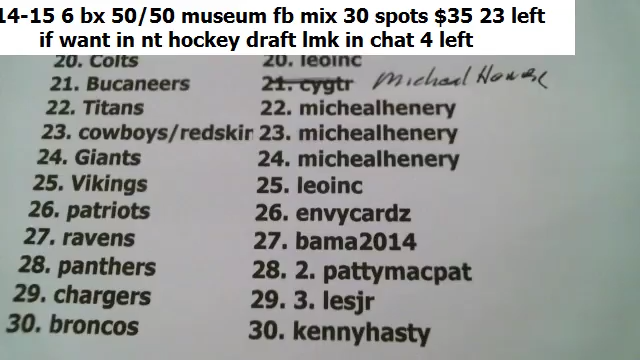 14-15 6 bx 50/50 museum fb mix 30 spots $35 23 left
if want in nt hockey draft lmk in chat 4 left
20. Colts 20. leoinc
21. Bucaneers 21. cygtr Micheal
22. Titans 22. michealhenery
23. cowboys/redskin 23. michealhenery
24. Giants 24. michealhenery
25. Vikings 25. leoinc
26. patriots 26. envycardz
27. ravens 27. bama2014
28. panthers 28. 2. pattymacpat
29. chargers 29. 3. lesjr
30. broncos 30. kennyhasty